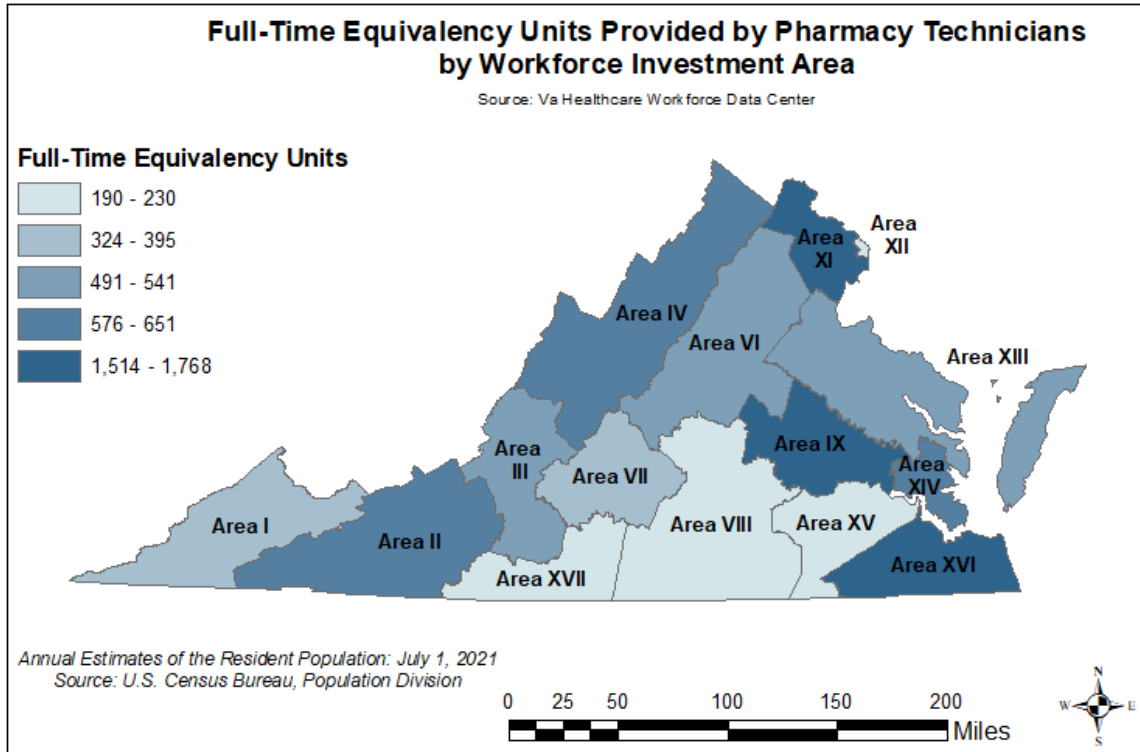 Full-Time Equivalency Units Provided by Pharmacy Technicians
by Workforce Investment Area
Source: Va Healthcare Workforce Data Center
Full-Time Equivalency Units
190 - 230
324 - 395
491 - 541
576 - 651
1,514 - 1,768
Area
XI
Area
XII
Area IV
Area VI
Area XIII
Area
III
Area VII
Area IX
Area
XIV
Area I
Area II
Area VIII
Area XV
Area XVII
Area XVI
Annual Estimates of the Resident Population: July 1, 2021
Source: U.S. Census Bureau, Population Division
0 25 50 100 150 200
Miles
N
W E
S